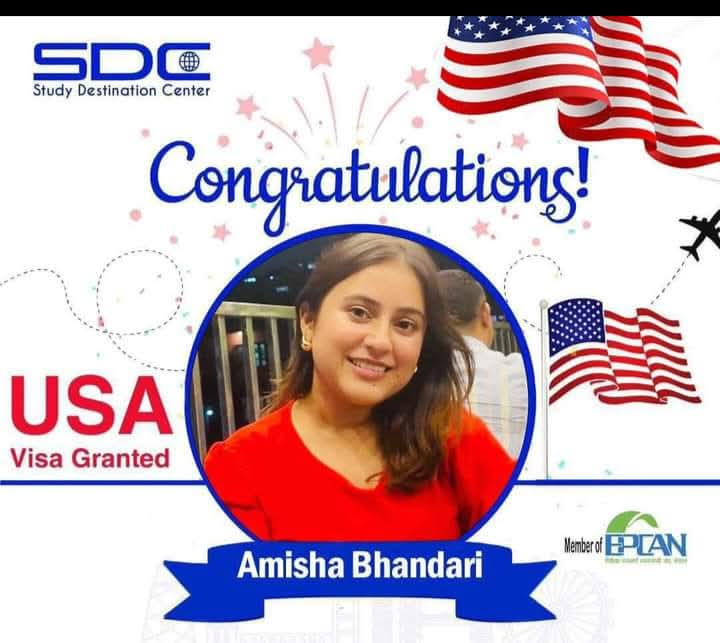 SDC
Study Destination Center
Congratulations!
USA
Visa Granted
Member of EPCAN
Amisha Bhandari